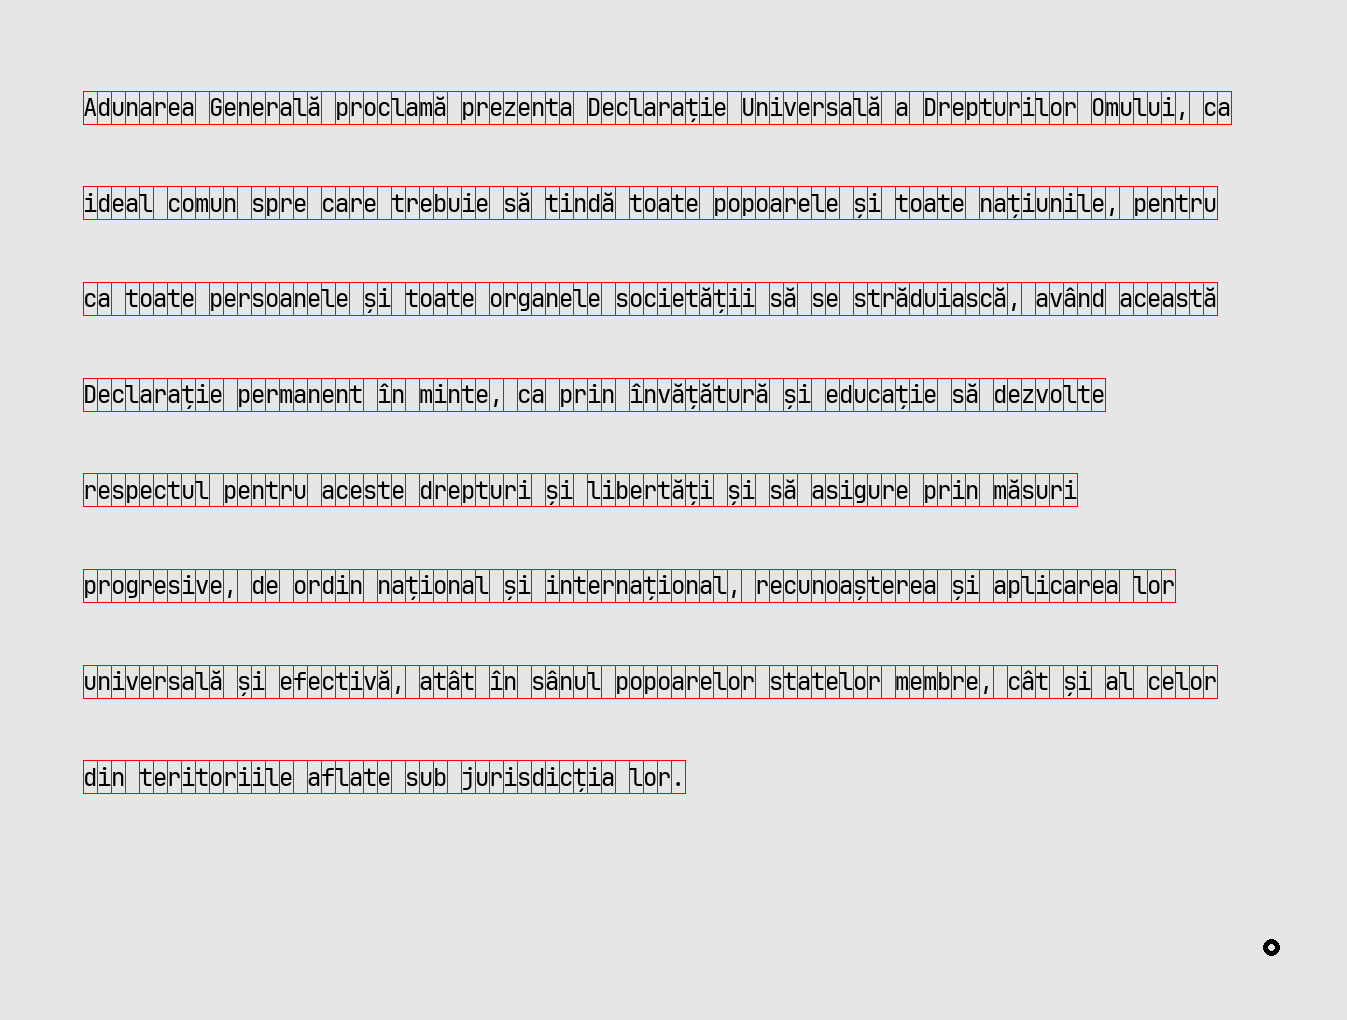 Adunarea Generală proclamă prezenta Declarație Universală a Drepturilor Omului, ca
ideal comun spre care trebuie să tindă toate popoarele și toate națiunile, pentru
ca toate persoanele și toate organele societății să se străduiască, având această
Declarație permanent în minte, ca prin învățătură și educație să dezvolte
respectul pentru aceste drepturi și libertăți și să asigure prin măsuri
progresive, de ordin național și internațional, recunoașterea și aplicarea lor
universală și efectivă, atât în sânul popoarelor statelor membre, cât și al celor
din teritoriile aflate sub jurisdicția lor.